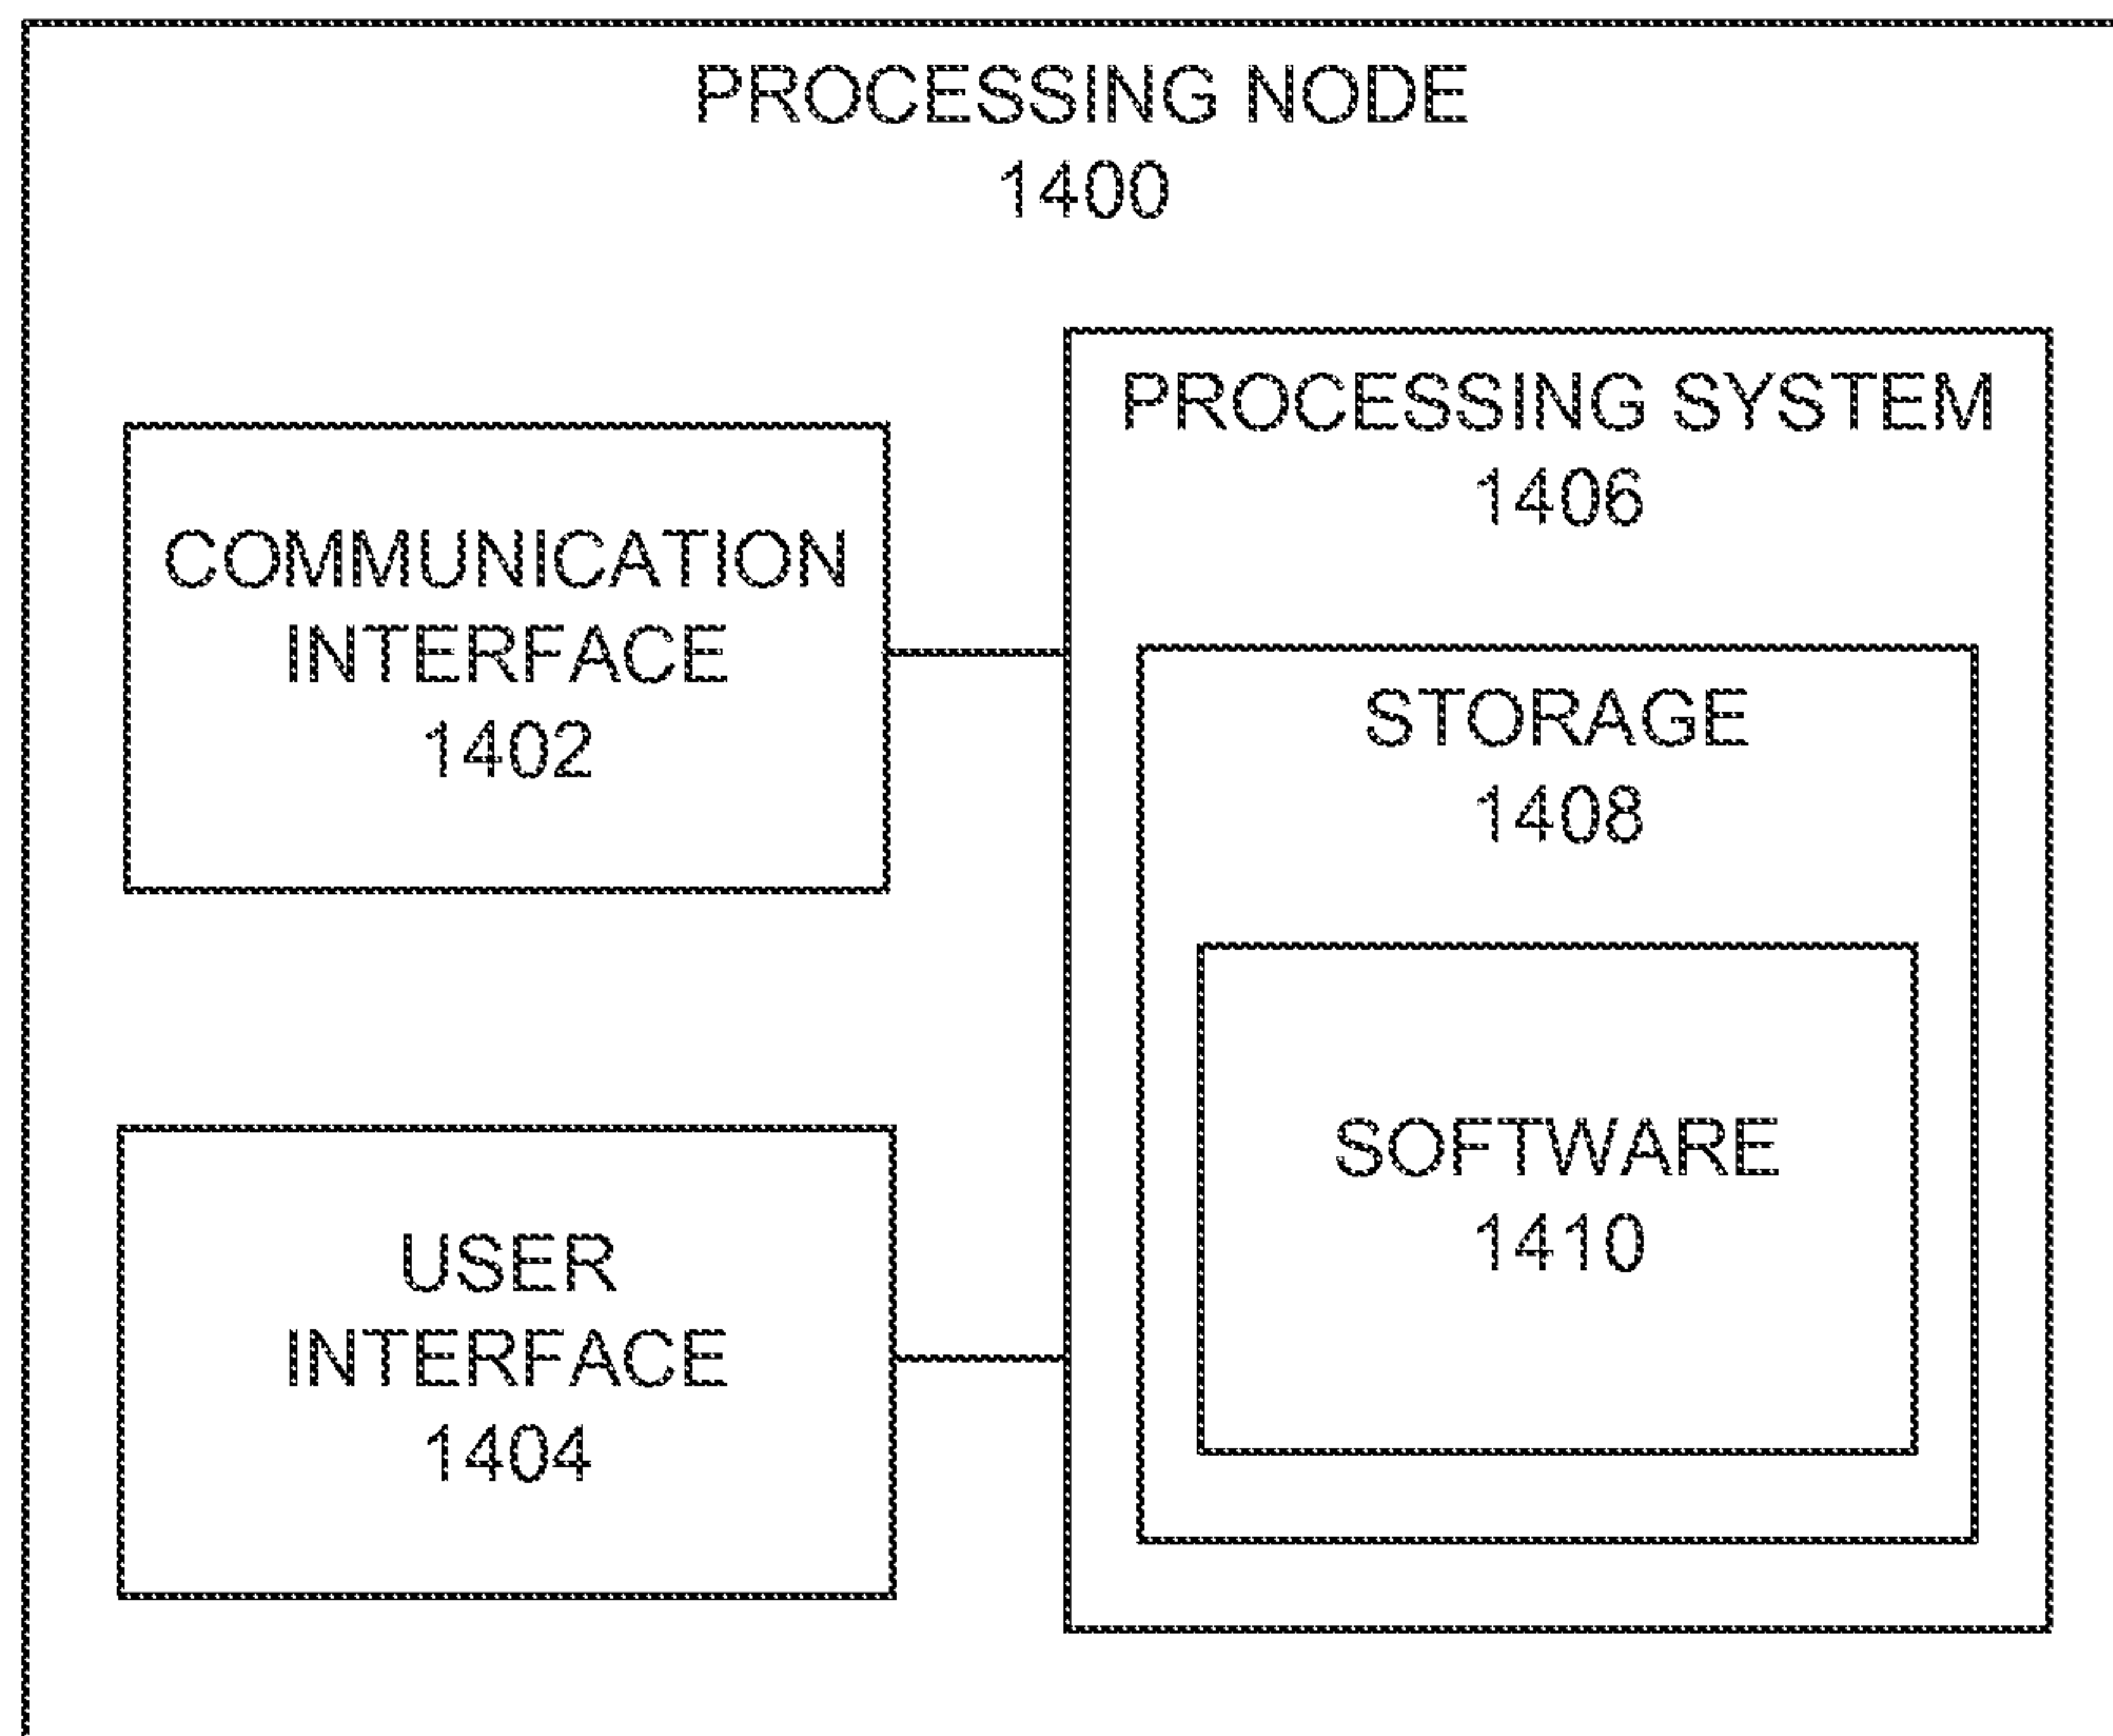 PROCESSING NODE
1400
PROCESSING SYSTEM
1406
COMMUNICATION
INTERFACE
1402
STORAGE
1408
SOFTWARE
1410
USER
INTERFACE
1404